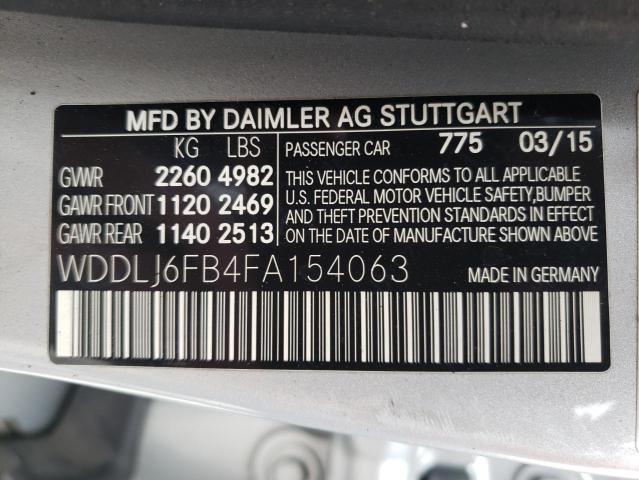 MFD BY DAIMLER AG STUTTGART
KG LBS
GVWR 2260 4982
GAWR FRONT 1120 2469
GAWR REAR 1140 2513
PASSENGER CAR 775 03/15
THIS VEHICLE CONFORMS TO ALL APPLICABLE
U.S. FEDERAL MOTOR VEHICLE SAFETY,BUMPER
AND THEFT PREVENTION STANDARDS IN EFFECT
ON THE DATE OF MANUFACTURE SHOWN ABOVE.
WDDLJ6FB4FA154063
MADE IN GERMANY